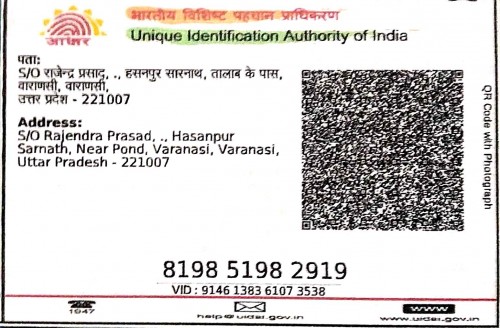 भारतीय विशिष्ट पहचान प्राधिकरण
Unique Identification Authority of India
आधार
पता:
S/O राजेन्द्र प्रसाद, ., हसनपुर सारनाथ, तालाब के पास,
वाराणसी, वाराणसी,
उत्तर प्रदेश - 221007
Address:
S/O Rajendra Prasad, ., Hasanpur
Sarnath, Near Pond, Varanasi, Varanasi,
Uttar Pradesh - 221007
QR Code with Photograph
8198 5198 2919
VID : 9146 1383 6107 3538
1947
help@uidai.gov.in
www
www.uidai.gov.in